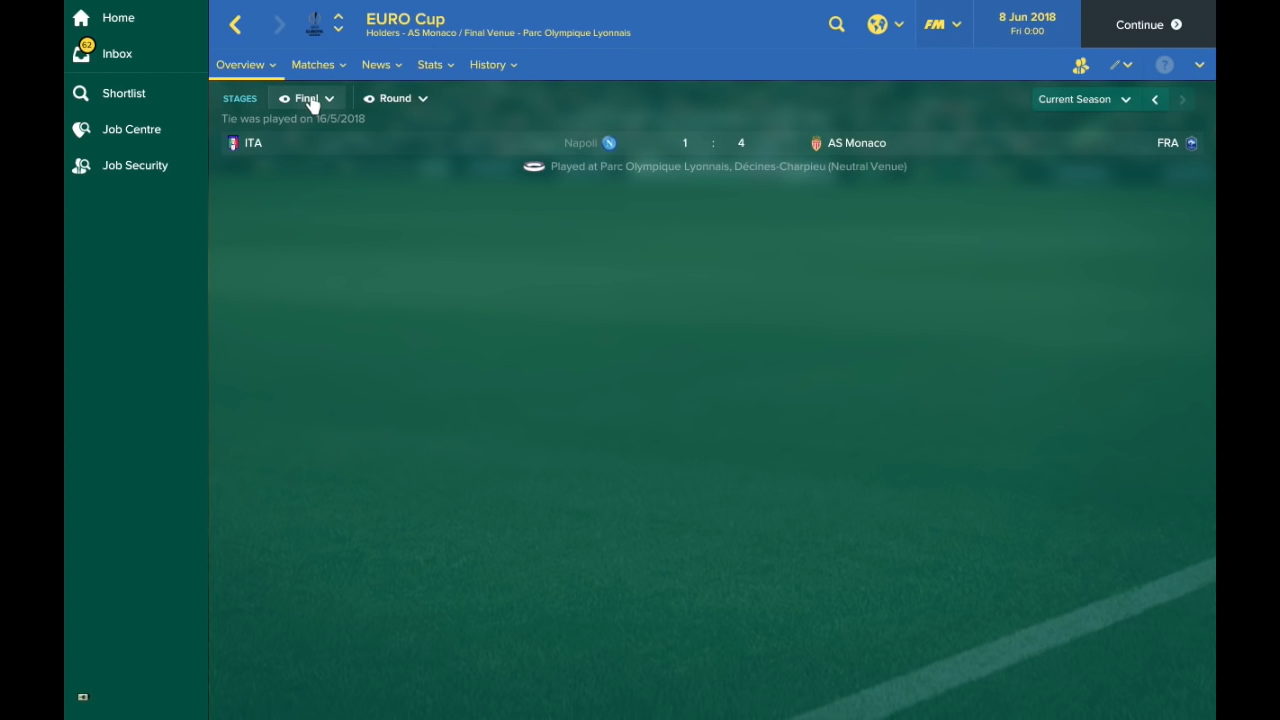 Home
Inbox
62
Shortlist
Job Centre
Job Security
EURO Cup
Holders - AS Monaco / Final Venue - Parc Olympique Lyonnais
FM
8 Jun 2018
Fri 0:00
Continue
Overview
Matches
News
Stats
History
STAGES
Final
Round
Current Season
Tie was played on 16/5/2018
ITA
Napoli
1 : 4
AS Monaco
FRA
Played at Parc Olympique Lyonnais, Décines-Charpieu (Neutral Venue)